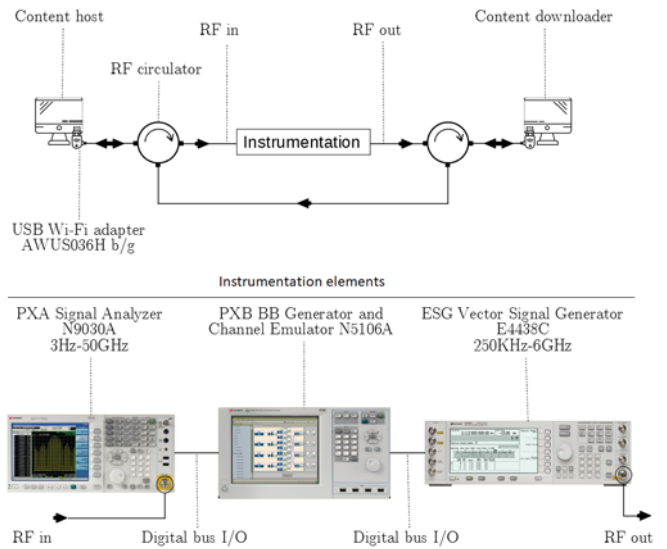 Content host
Content downloader
RF in
RF out
RF circulator
Instrumentation
USB Wi-Fi adapter
AWUS036H b/g
Instrumentation elements
PXA Signal Analyzer
N9030A
3Hz-50GHz
PXB BB Generator and
Channel Emulator N5106A
ESG Vector Signal Generator
E4438C
250KHz-6GHz
RF in
Digital bus I/O
Digital bus I/O
RF out